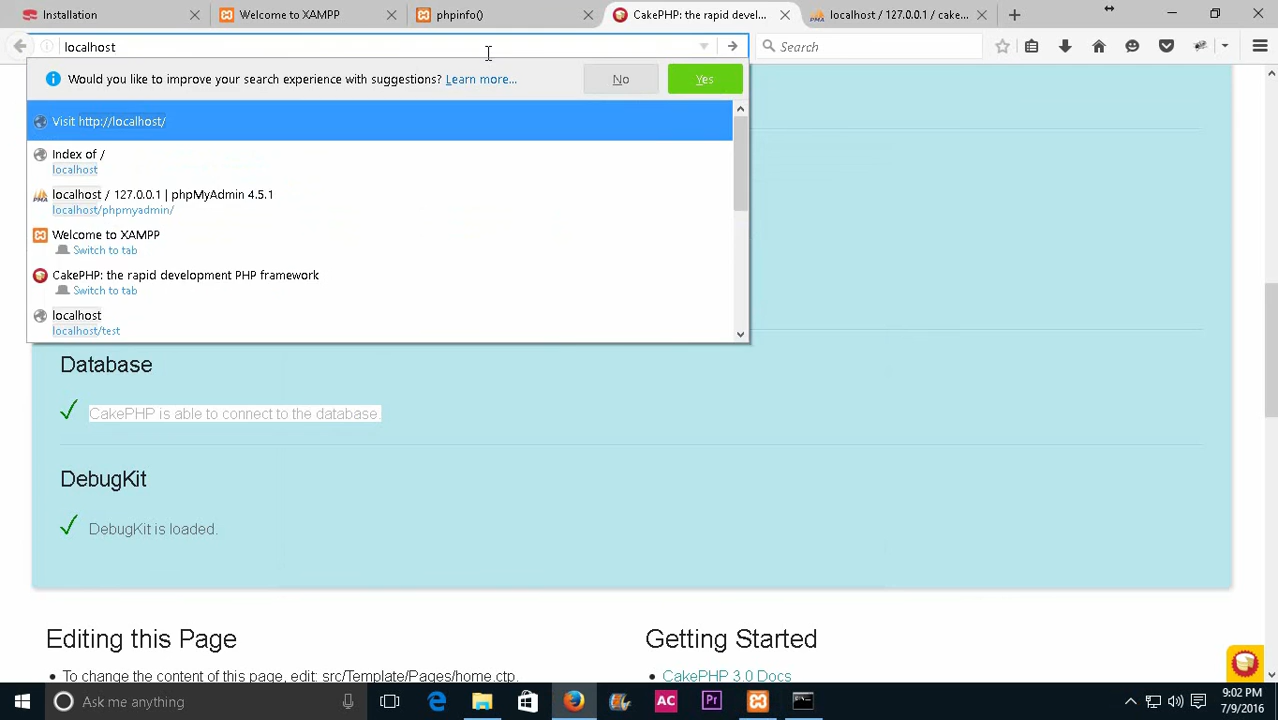 Installation
Welcome to XAMPP
phpinfo()
CakePHP: the rapid devel...
localhost / 127.0.0.1 / cake...
localhost
Search
Would you like to improve your search experience with suggestions? Learn more...
No
Yes
Visit http://localhost/
Index of /
localhost
localhost / 127.0.0.1 | phpMyAdmin 4.5.1
localhost/phpmyadmin/
Welcome to XAMPP
Switch to tab
CakePHP: the rapid development PHP framework
Switch to tab
localhost
localhost/test
Database
CakePHP is able to connect to the database.
DebugKit
DebugKit is loaded.
Editing this Page
Getting Started
To change the content of this page, edit: src/Template/Pages/home.ctp.
CakePHP 3.0 Docs
Ask me anything
AC
Pr
9:02 PM
7/9/2016